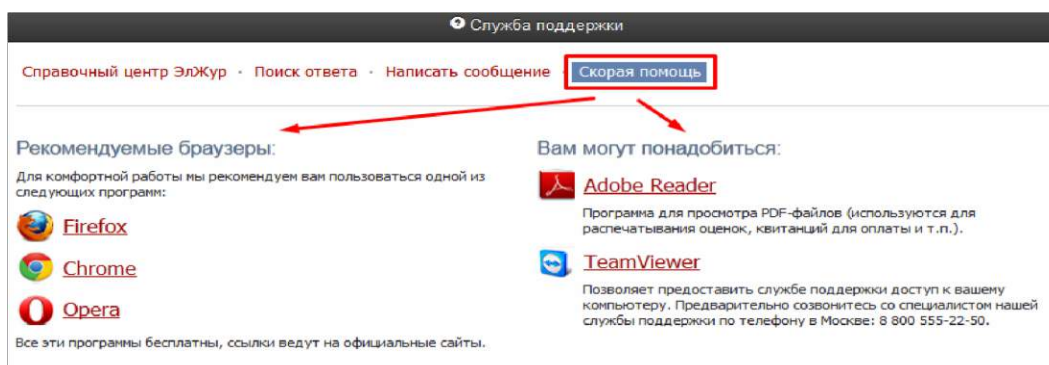 Служба поддержки
Справочный центр ЭлЖур · Поиск ответа · Написать сообщение · Скорая помощь
Рекомендуемые браузеры:
Для комфортной работы мы рекомендуем вам пользоваться одной из
следующих программ:
Firefox
Chrome
Opera
Все эти программы бесплатны, ссылки ведут на официальные сайты.
Вам могут понадобиться:
Adobe Reader
Программа для просмотра PDF-файлов (используются для
распечатывания оценок, квитанций для оплаты и т.п.).
TeamViewer
Позволяет предоставить службе поддержки доступ к вашему
компьютеру. Предварительно созвонитесь со специалистом нашей
службы поддержки по телефону в Москве: 8 800 555-22-50.